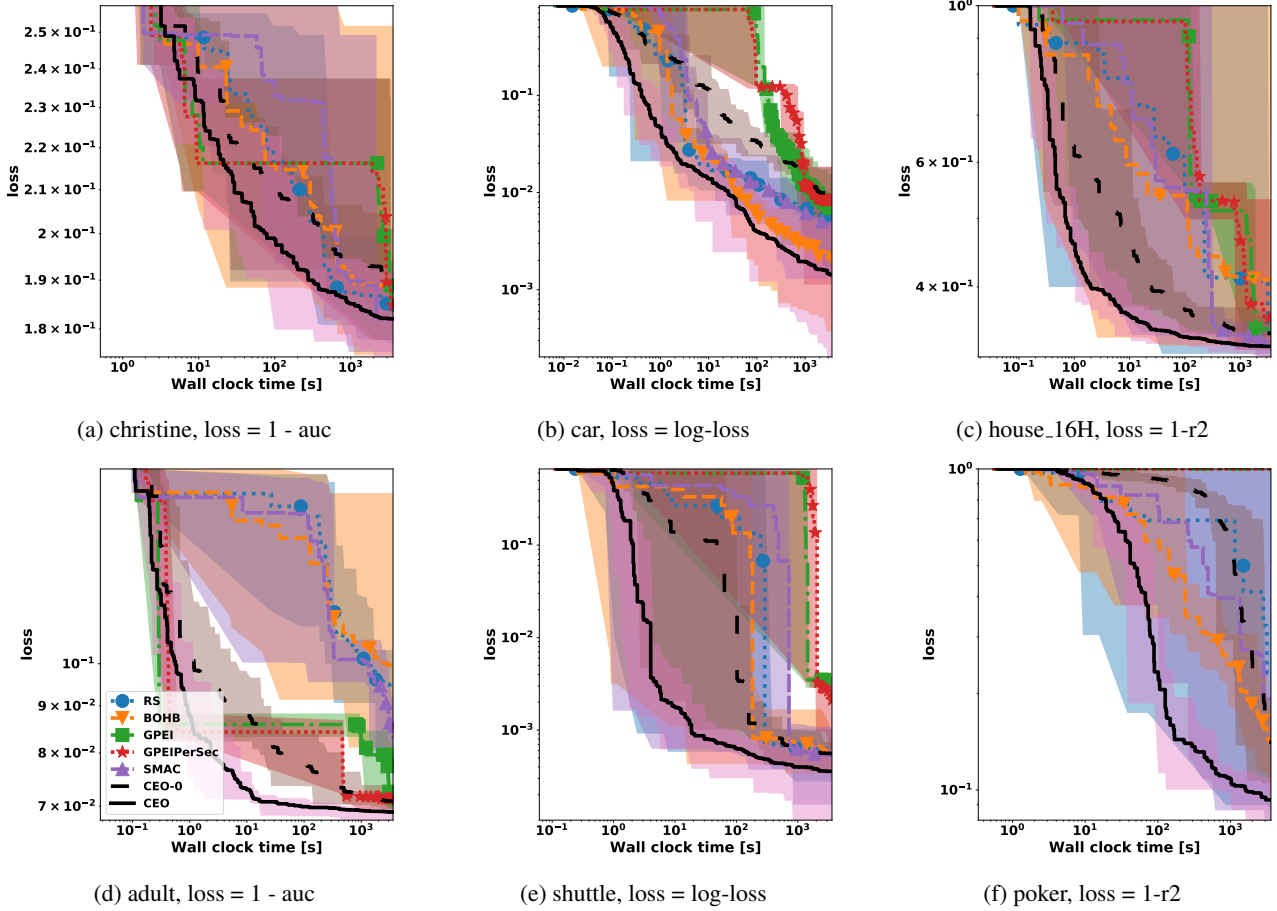 2.5 × 10⁻¹
2.4 × 10⁻¹
2.3 × 10⁻¹
2.2 × 10⁻¹
2.1 × 10⁻¹
2 × 10⁻¹
1.9 × 10⁻¹
1.8 × 10⁻¹
loss
10⁰ 10¹ 10² 10³
Wall clock time [s]
(a) christine, loss = 1 - auc
10⁻¹
10⁻²
10⁻³
loss
10⁻² 10⁻¹ 10⁰ 10¹ 10² 10³
Wall clock time [s]
(b) car, loss = log-loss
10⁰
6 × 10⁻¹
4 × 10⁻¹
loss
10⁻¹ 10⁰ 10¹ 10² 10³
Wall clock time [s]
(c) house_16H, loss = 1-r2
10⁻¹
9 × 10⁻²
8 × 10⁻²
7 × 10⁻²
loss
RS
BOHB
GPEI
GPEIPerSec
SMAC
CEO-0
CEO
10⁻¹ 10⁰ 10¹ 10² 10³
Wall clock time [s]
(d) adult, loss = 1 - auc
10⁻¹
10⁻²
10⁻³
loss
10⁻¹ 10⁰ 10¹ 10² 10³
Wall clock time [s]
(e) shuttle, loss = log-loss
10⁰
10⁻¹
loss
10⁰ 10¹ 10² 10³
Wall clock time [s]
(f) poker, loss = 1-r2